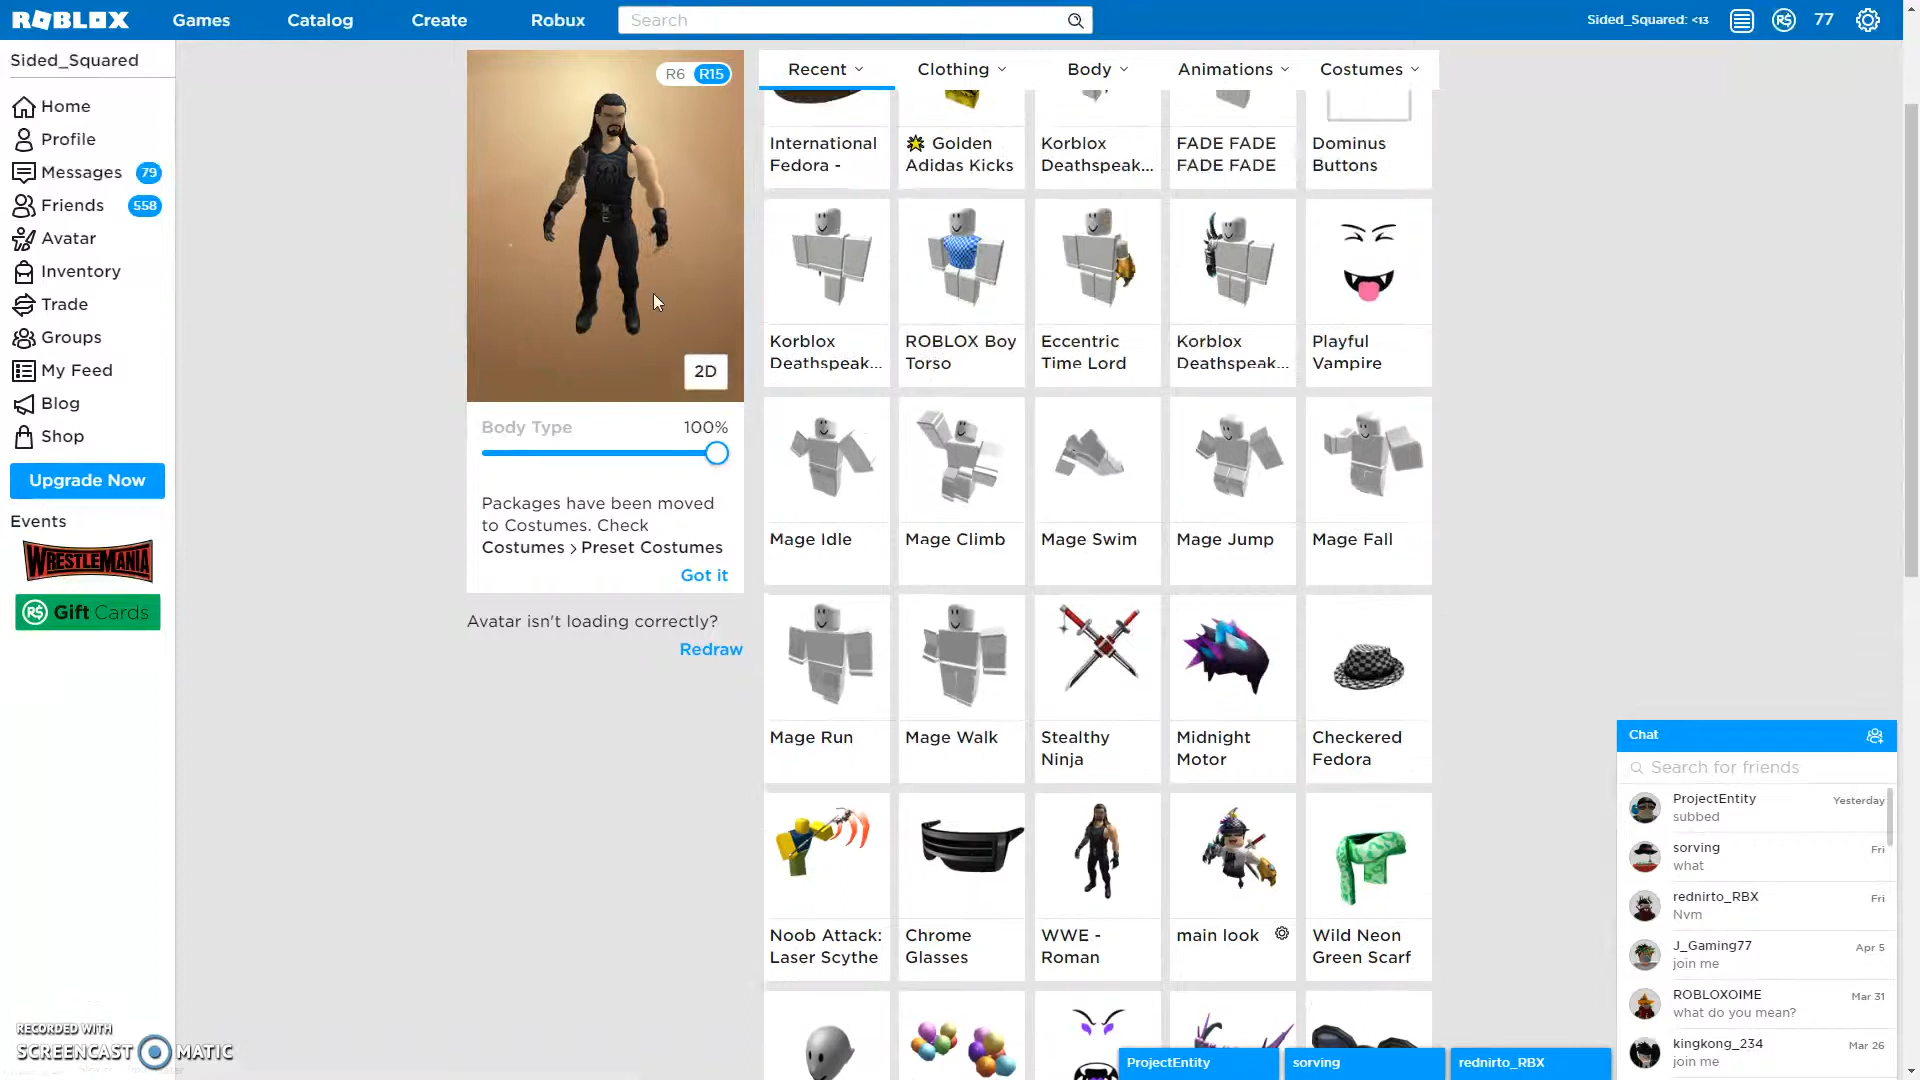 ROBLOX Games Catalog Create Robux Search Sided_Squared: <13 R$ 77
Sided_Squared
Home
Profile
Messages 79
Friends 558
Avatar
Inventory
Trade
Groups
My Feed
Blog
Shop
Upgrade Now
Events
WRESTLEMANIA
R$ Gift Cards
RECORDED WITH
SCREENCAST MATIC
R6 R15
2D
Body Type 100%
Packages have been moved
to Costumes. Check
Costumes > Preset Costumes
Got it
Avatar isn't loading correctly?
Redraw
Recent Clothing Body Animations Costumes
International
Fedora -
Golden
Adidas Kicks
Korblox
Deathspeak...
FADE FADE
FADE FADE
Dominus
Buttons
Korblox
Deathspeak...
ROBLOX Boy
Torso
Eccentric
Time Lord
Korblox
Deathspeak...
Playful
Vampire
Mage Idle
Mage Climb
Mage Swim
Mage Jump
Mage Fall
Mage Run
Mage Walk
Stealthy
Ninja
Midnight
Motor
Checkered
Fedora
Noob Attack:
Laser Scythe
Chrome
Glasses
WWE -
Roman
main look
Wild Neon
Green Scarf
Chat
Search for friends
ProjectEntity Yesterday
subbed
sorving Fri
what
rednirto_RBX Fri
Nvm
J_Gaming77 Apr 5
join me
ROBLOXOIME Mar 31
what do you mean?
kingkong_234 Mar 26
join me
ProjectEntity sorving rednirto_RBX